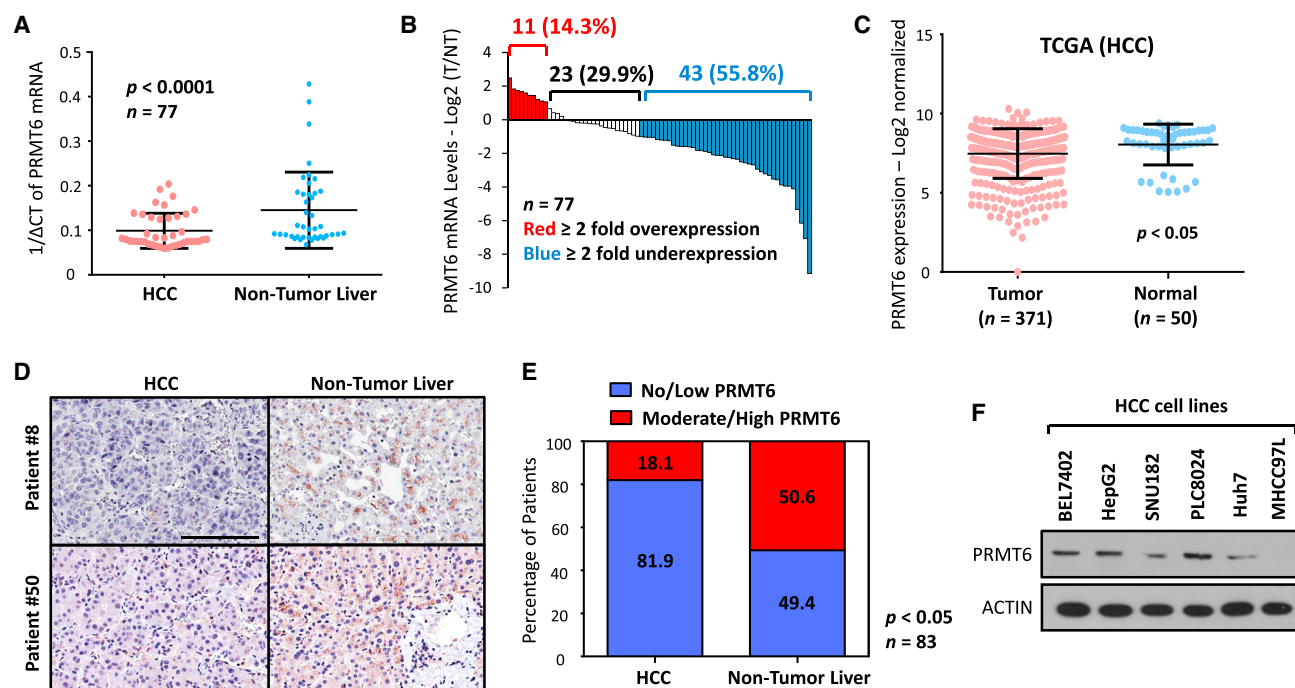 A
1/ΔCT of PRMT6 mRNA
0.5
0.4
0.3
0.2
0.1
0
p < 0.0001
n = 77
HCC
Non-Tumor Liver
B
PRMT6 mRNA Levels - Log2 (T/NT)
4
2
0
-2
-4
-6
-8
-10
11 (14.3%)
23 (29.9%)
43 (55.8%)
n = 77
Red ≥ 2 fold overexpression
Blue ≥ 2 fold underexpression
C
PRMT6 expression – Log2 normalized
15
10
5
0
TCGA (HCC)
p < 0.05
Tumor
(n = 371)
Normal
(n = 50)
D
HCC
Non-Tumor Liver
Patient #8
Patient #50
E
No/Low PRMT6
Moderate/High PRMT6
Percentage of Patients
100
80
60
40
20
0
18.1
81.9
50.6
49.4
p < 0.05
n = 83
HCC
Non-Tumor Liver
F
HCC cell lines
BEL7402
HepG2
SNU182
PLC8024
Huh7
MHCC97L
PRMT6
ACTIN